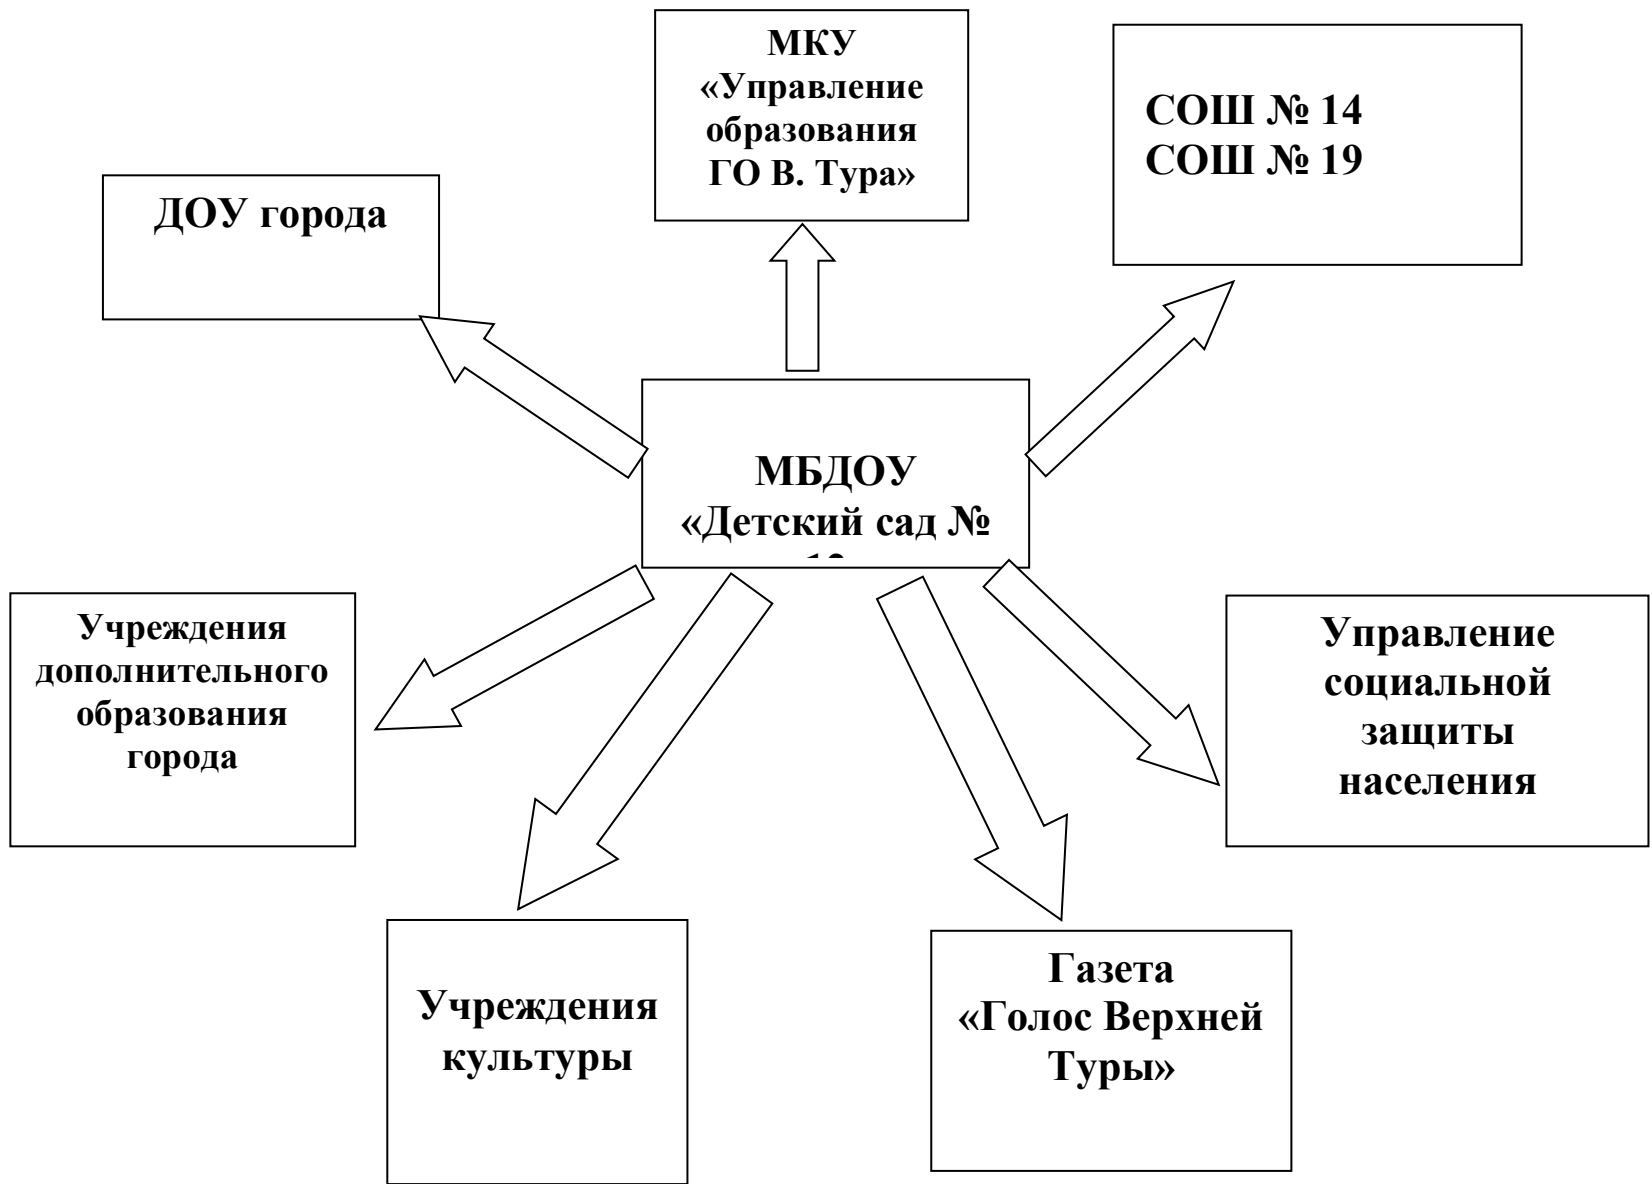 МКУ
«Управление
образования
ГО В. Тура»
СОШ № 14
СОШ № 19
ДОУ города
МБДОУ
«Детский сад №
Учреждения
дополнительного
образования
города
Управление
социальной
защиты
населения
Учреждения
культуры
Газета
«Голос Верхней
Туры»